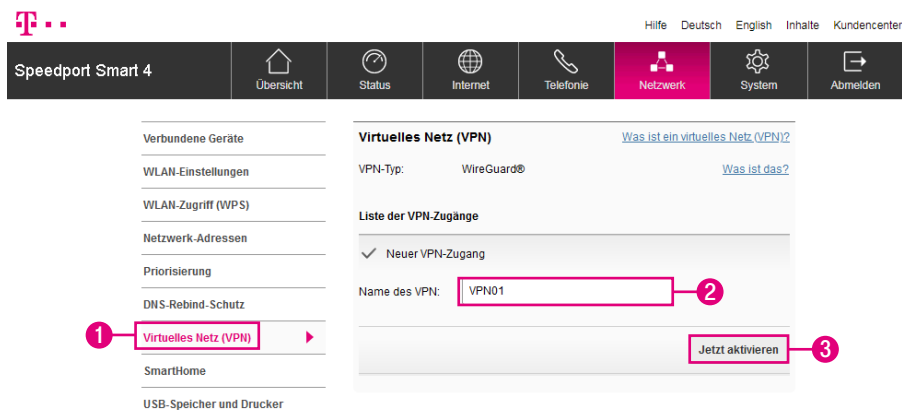 T
Hilfe Deutsch English Inhalte Kundencenter
Speedport Smart 4
Übersicht Status Internet Telefonie Netzwerk System Abmelden
Verbundene Geräte
WLAN-Einstellungen
WLAN-Zugriff (WPS)
Netzwerk-Adressen
Priorisierung
DNS-Rebind-Schutz
1 Virtuelles Netz (VPN)
SmartHome
USB-Speicher und Drucker
Virtuelles Netz (VPN) Was ist ein virtuelles Netz (VPN)?
VPN-Typ: WireGuard® Was ist das?
Liste der VPN-Zugänge
Neuer VPN-Zugang
Name des VPN: VPN01 2
Jetzt aktivieren 3